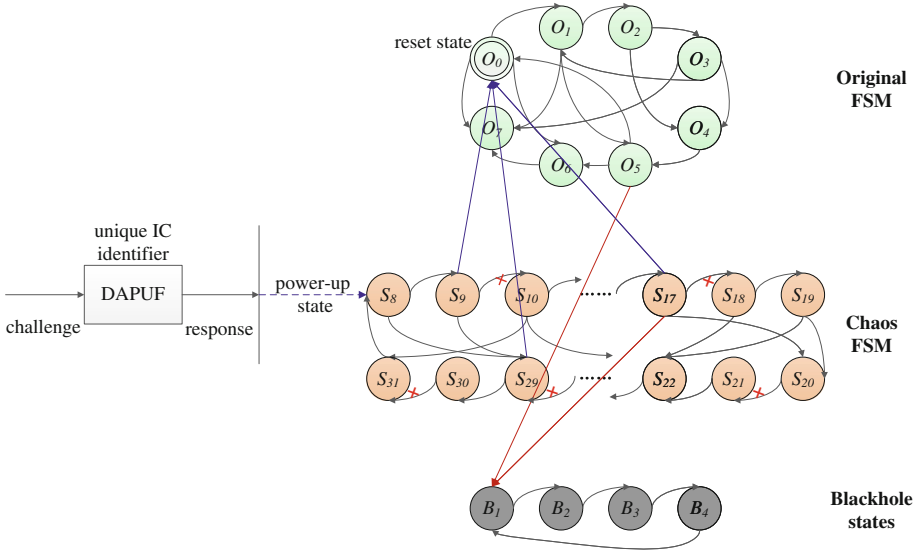 reset state
O0
O1
O2
O3
O7
O4
O6
O5
Original
FSM
unique IC
identifier
DAPUF
challenge
response
power-up
state
S8
S9
S10
......
S17
S18
S19
Chaos
FSM
S31
S30
S29
......
S22
S21
S20
B1
B2
B3
B4
Blackhole
states